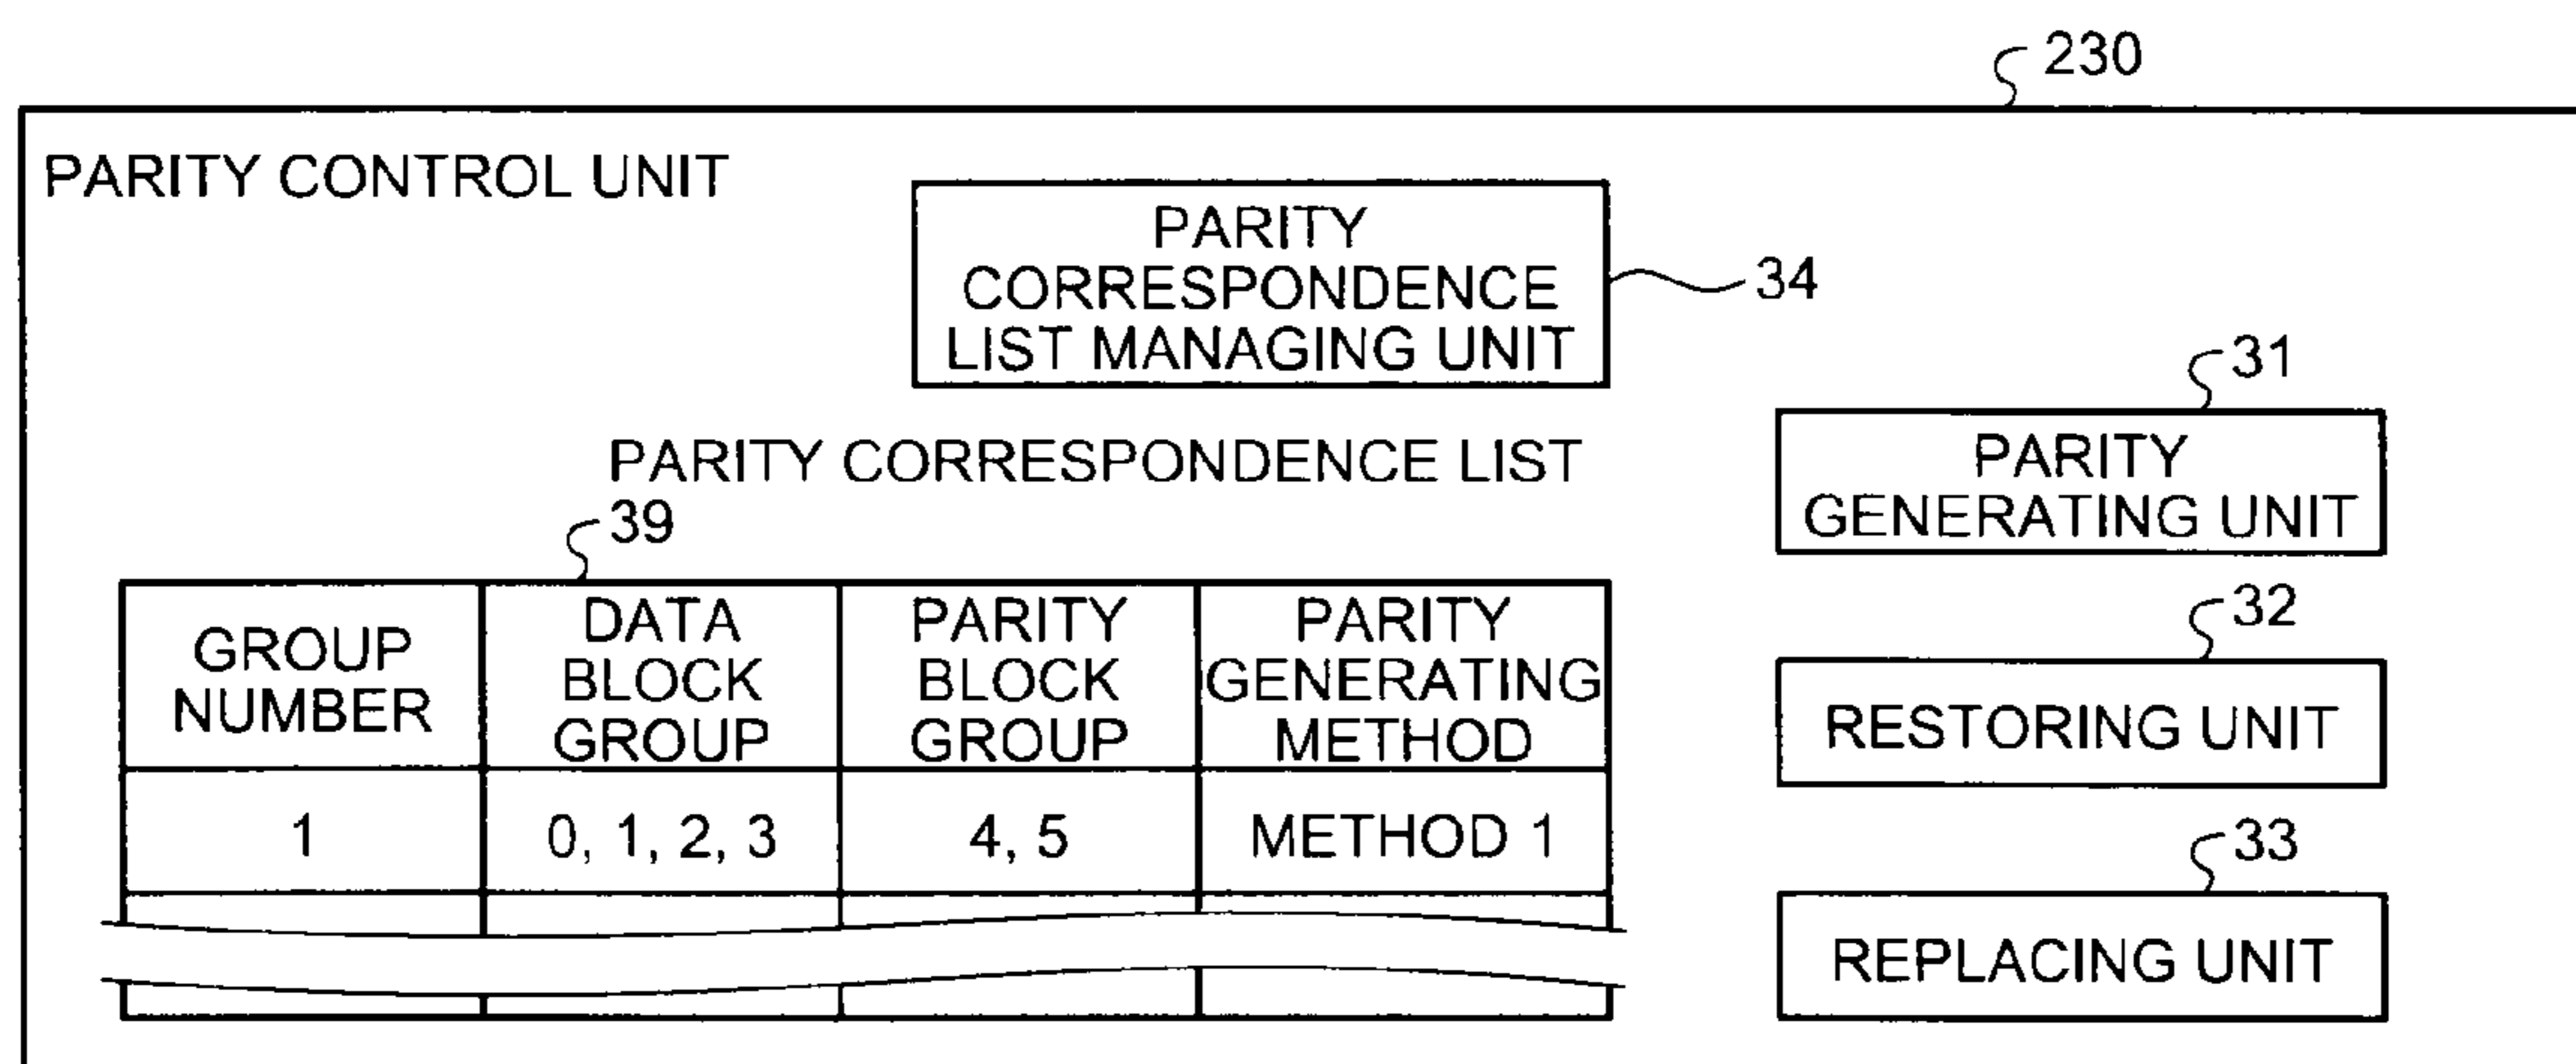 230
PARITY CONTROL UNIT
PARITY
CORRESPONDENCE
LIST MANAGING UNIT
34
31
PARITY
GENERATING UNIT
PARITY CORRESPONDENCE LIST
39
GROUP
NUMBER
DATA
BLOCK
GROUP
PARITY
BLOCK
GROUP
PARITY
GENERATING
METHOD
1
0, 1, 2, 3
4, 5
METHOD 1
32
RESTORING UNIT
33
REPLACING UNIT